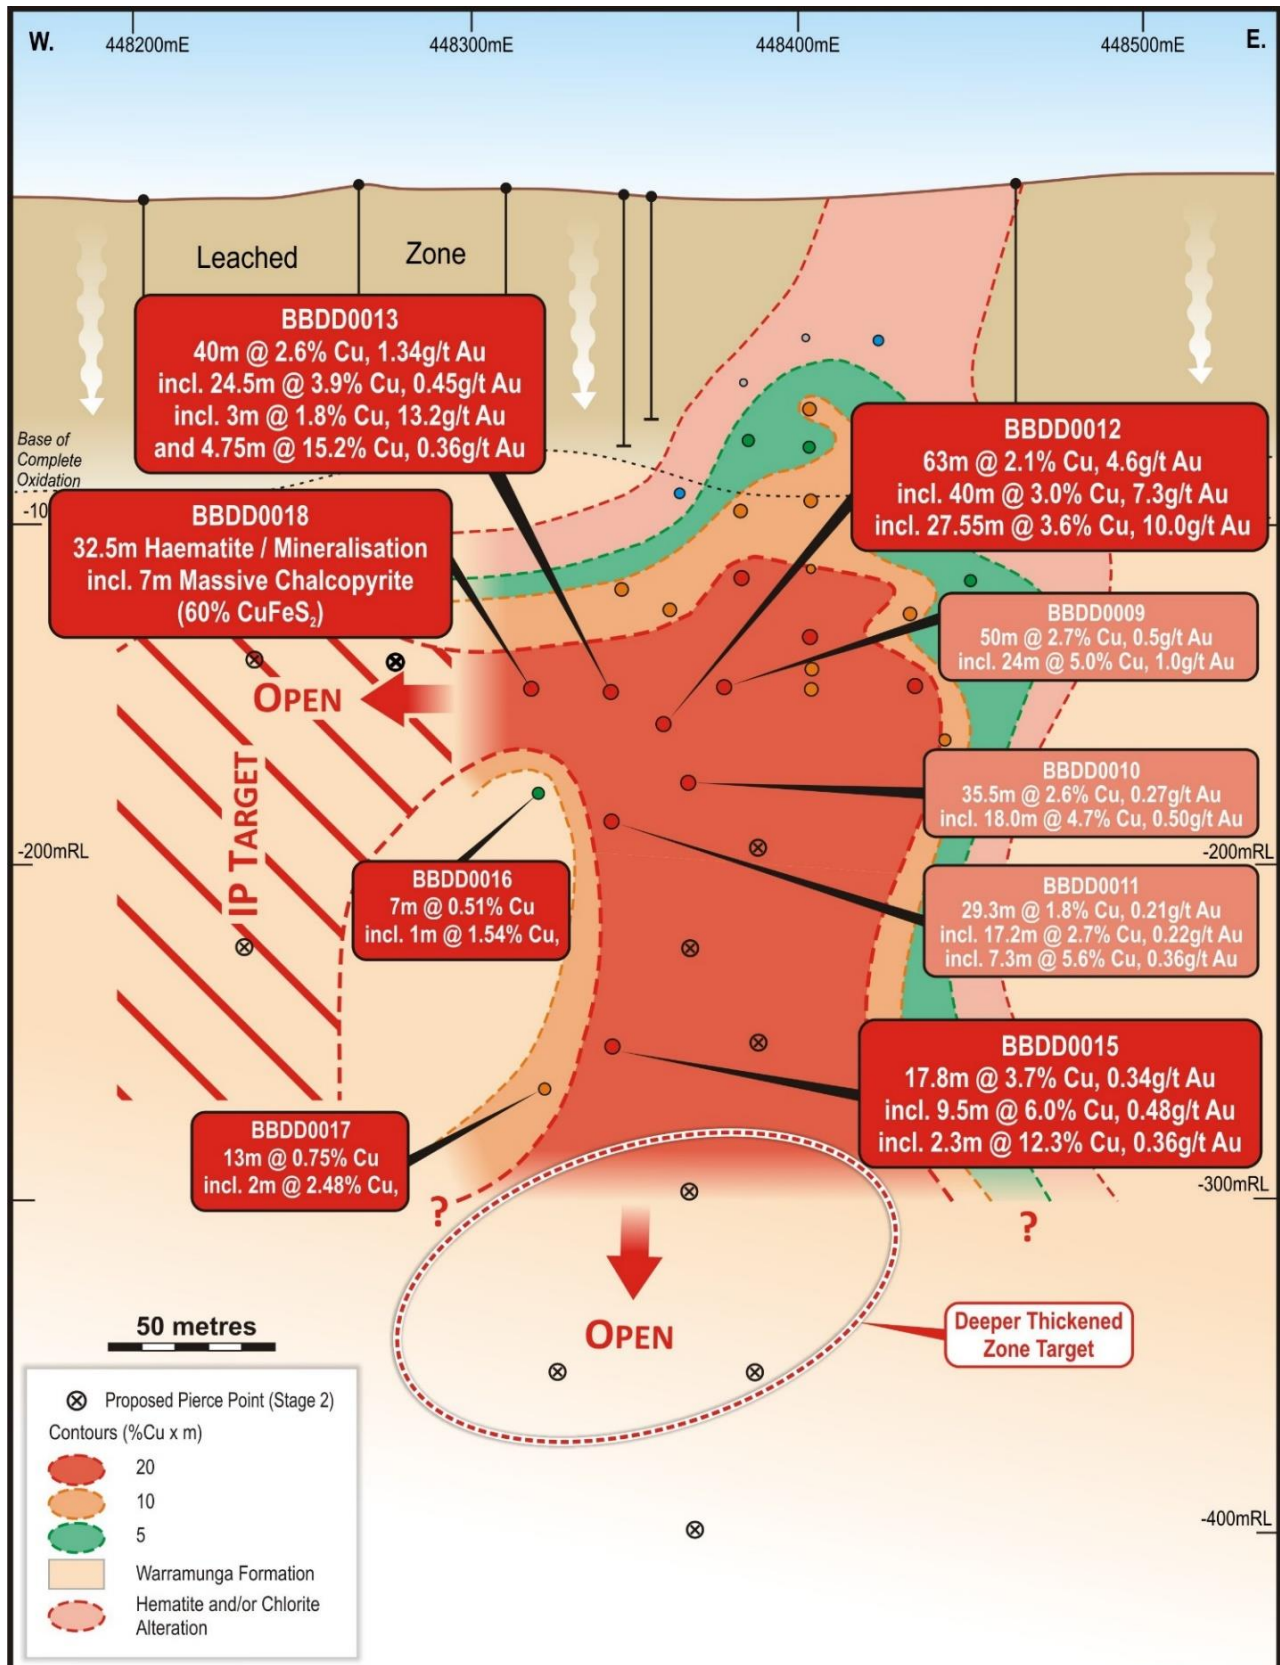 W.
448200mE
448300mE
448400mE
448500mE
E.
Leached Zone
BBDD0013
40m @ 2.6% Cu, 1.34g/t Au
incl. 24.5m @ 3.9% Cu, 0.45g/t Au
incl. 3m @ 1.8% Cu, 13.2g/t Au
and 4.75m @ 15.2% Cu, 0.36g/t Au
Base of
Complete
Oxidation
-10
BBDD0012
63m @ 2.1% Cu, 4.6g/t Au
incl. 40m @ 3.0% Cu, 7.3g/t Au
incl. 27.55m @ 3.6% Cu, 10.0g/t Au
BBDD0018
32.5m Haematite / Mineralisation
incl. 7m Massive Chalcopyrite
(60% CuFeS₂)
BBDD0009
50m @ 2.7% Cu, 0.5g/t Au
incl. 24m @ 5.0% Cu, 1.0g/t Au
OPEN
IP TARGET
BBDD0010
35.5m @ 2.6% Cu, 0.27g/t Au
incl. 18.0m @ 4.7% Cu, 0.50g/t Au
-200mRL
-200mRL
BBDD0016
7m @ 0.51% Cu
incl. 1m @ 1.54% Cu,
BBDD0011
29.3m @ 1.8% Cu, 0.21g/t Au
incl. 17.2m @ 2.7% Cu, 0.22g/t Au
incl. 7.3m @ 5.6% Cu, 0.36g/t Au
BBDD0015
17.8m @ 3.7% Cu, 0.34g/t Au
incl. 9.5m @ 6.0% Cu, 0.48g/t Au
incl. 2.3m @ 12.3% Cu, 0.36g/t Au
BBDD0017
13m @ 0.75% Cu
incl. 2m @ 2.48% Cu,
-300mRL
?
?
OPEN
Deeper Thickened
Zone Target
50 metres
-400mRL
Proposed Pierce Point (Stage 2)
Contours (%Cu x m)
20
10
5
Warramunga Formation
Hematite and/or Chlorite
Alteration